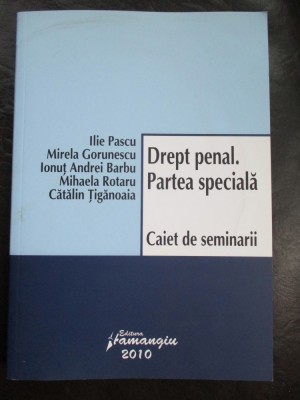 Ilie Pascu
Mirela Gorunescu
Ionuț Andrei Barbu
Mihaela Rotaru
Cătălin Țigănoaia
Drept penal.
Partea specială
Caiet de seminarii
Editura
Hamangiu
2010